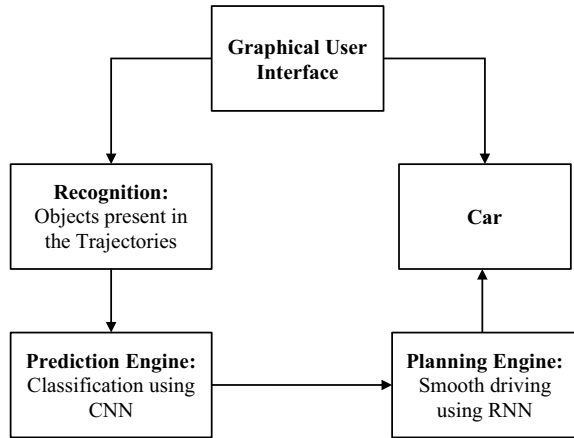 Graphical User
Interface
Recognition:
Objects present in
the Trajectories
Car
Prediction Engine:
Classification using
CNN
Planning Engine:
Smooth driving
using RNN